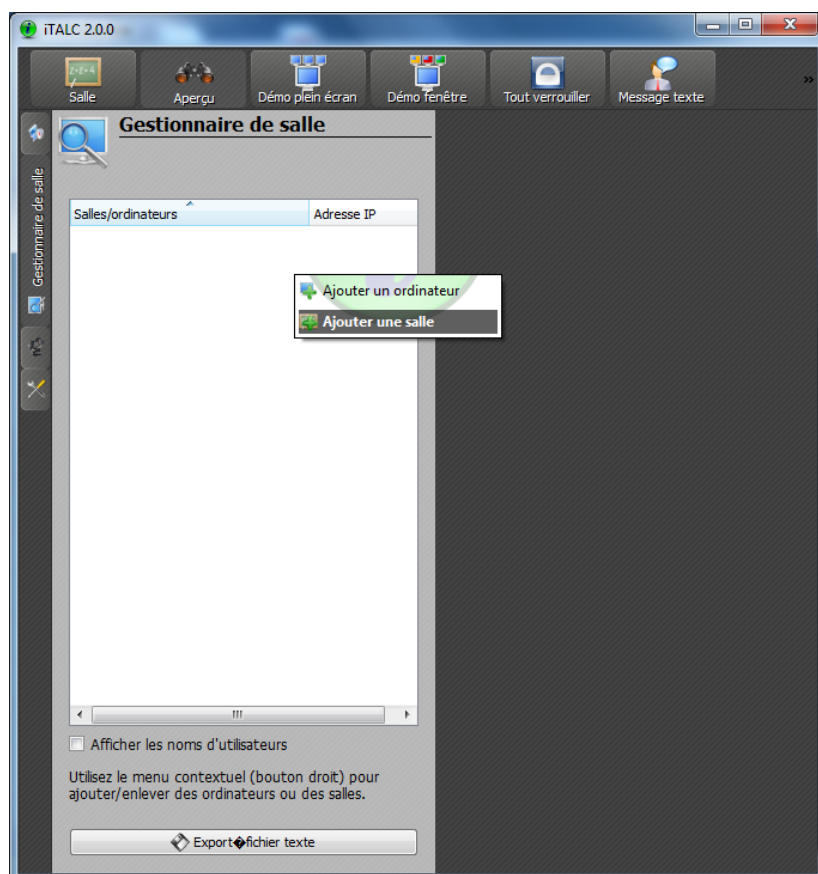 iTALC 2.0.0
Salle Aperçu Démo plein écran Démo fenêtre Tout verrouiller Message texte »
Gestionnaire de salle
Gestionnaire de salle
Salles/ordinateurs Adresse IP
Ajouter un ordinateur
Ajouter une salle
Afficher les noms d'utilisateurs
Utilisez le menu contextuel (bouton droit) pour
ajouter/enlever des ordinateurs ou des salles.
Export�fichier texte